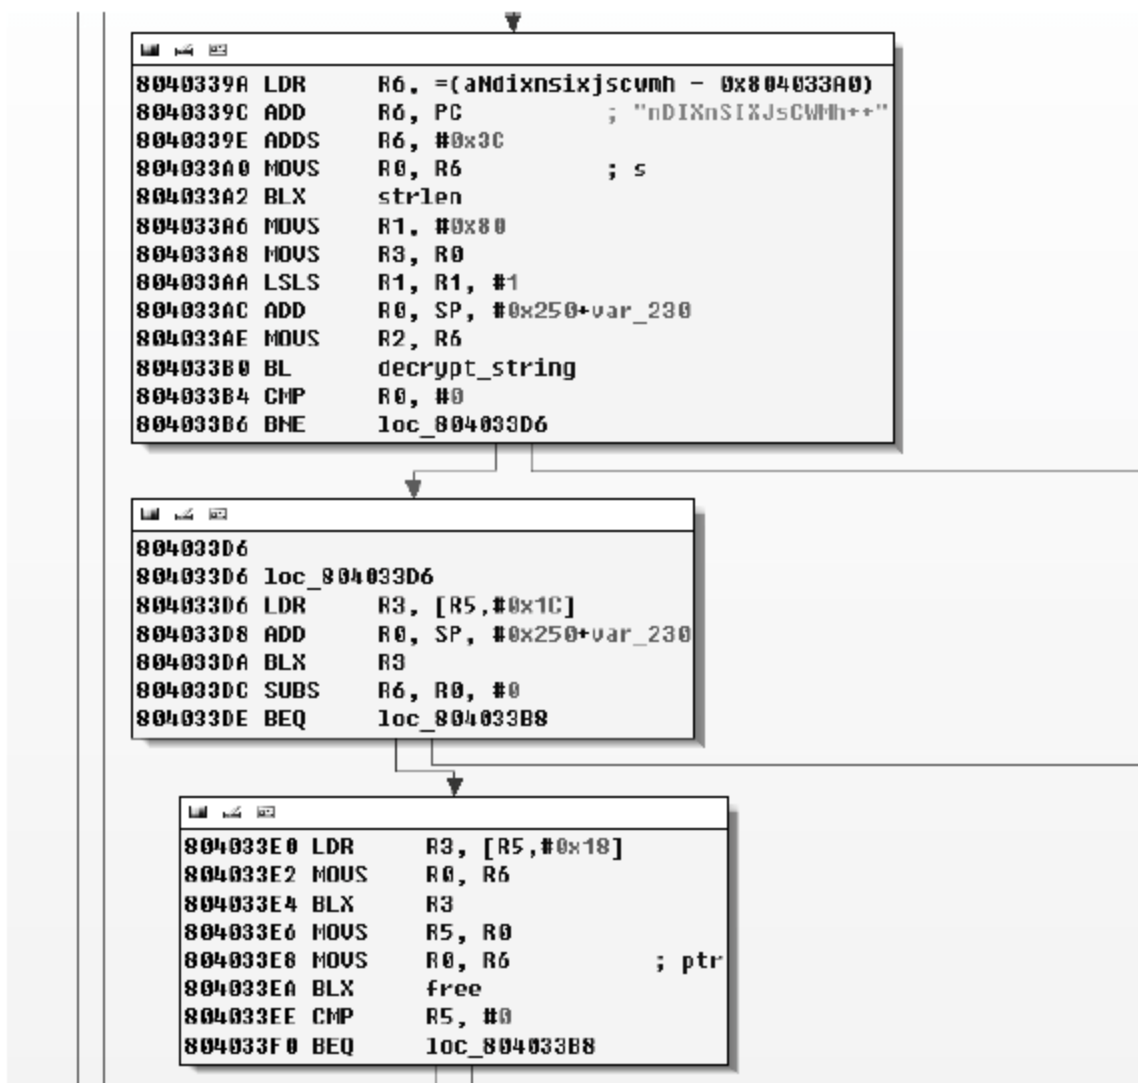 8040339A LDR R6, =(aNdixnsixjscwmh - 0x804033A0)
8040339C ADD R6, PC ; "nDIXnSIXJsCWMh++"
8040339E ADDS R6, #0x3C
804033A0 MOVS R0, R6 ; s
804033A2 BLX strlen
804033A6 MOVS R1, #0x80
804033A8 MOVS R3, R0
804033AA LSLS R1, R1, #1
804033AC ADD R0, SP, #0x250+var_230
804033AE MOVS R2, R6
804033B0 BL decrypt_string
804033B4 CMP R0, #0
804033B6 BNE loc_804033D6
804033D6
804033D6 loc_804033D6
804033D6 LDR R3, [R5,#0x1C]
804033D8 ADD R0, SP, #0x250+var_230
804033DA BLX R3
804033DC SUBS R6, R0, #0
804033DE BEQ loc_804033B8
804033E0 LDR R3, [R5,#0x18]
804033E2 MOVS R0, R6
804033E4 BLX R3
804033E6 MOVS R5, R0
804033E8 MOVS R0, R6 ; ptr
804033EA BLX free
804033EE CMP R5, #0
804033F0 BEQ loc_804033B8